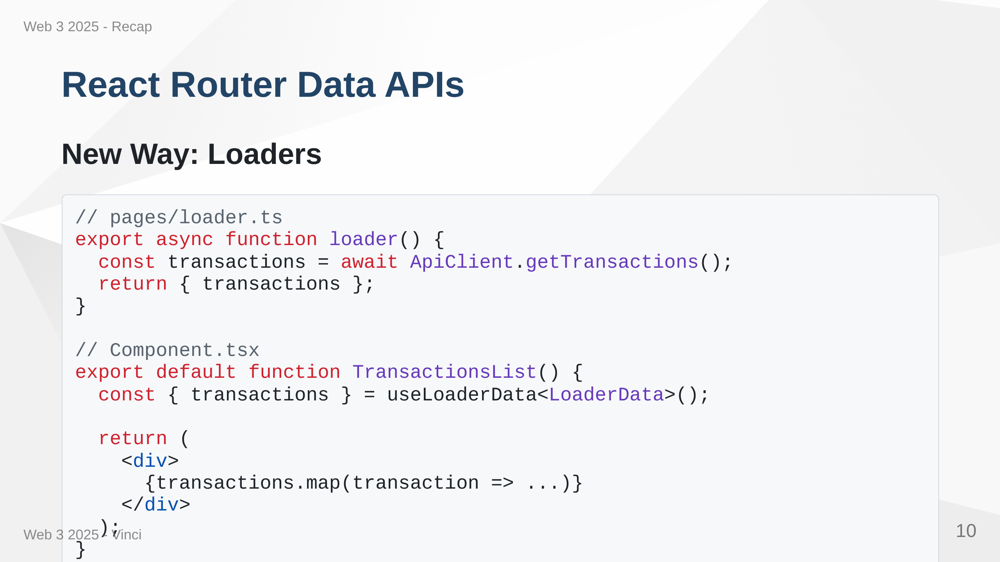 Web 3 2025 - Recap
React Router Data APIs
New Way: Loaders
// pages/loader.ts
export async function loader() {
  const transactions = await ApiClient.getTransactions();
  return { transactions };
}

// Component.tsx
export default function TransactionsList() {
  const { transactions } = useLoaderData<LoaderData>();

  return (
    <div>
      {transactions.map(transaction => ...)}
    </div>
  );
}
Web 3 2025 - Vinci
10